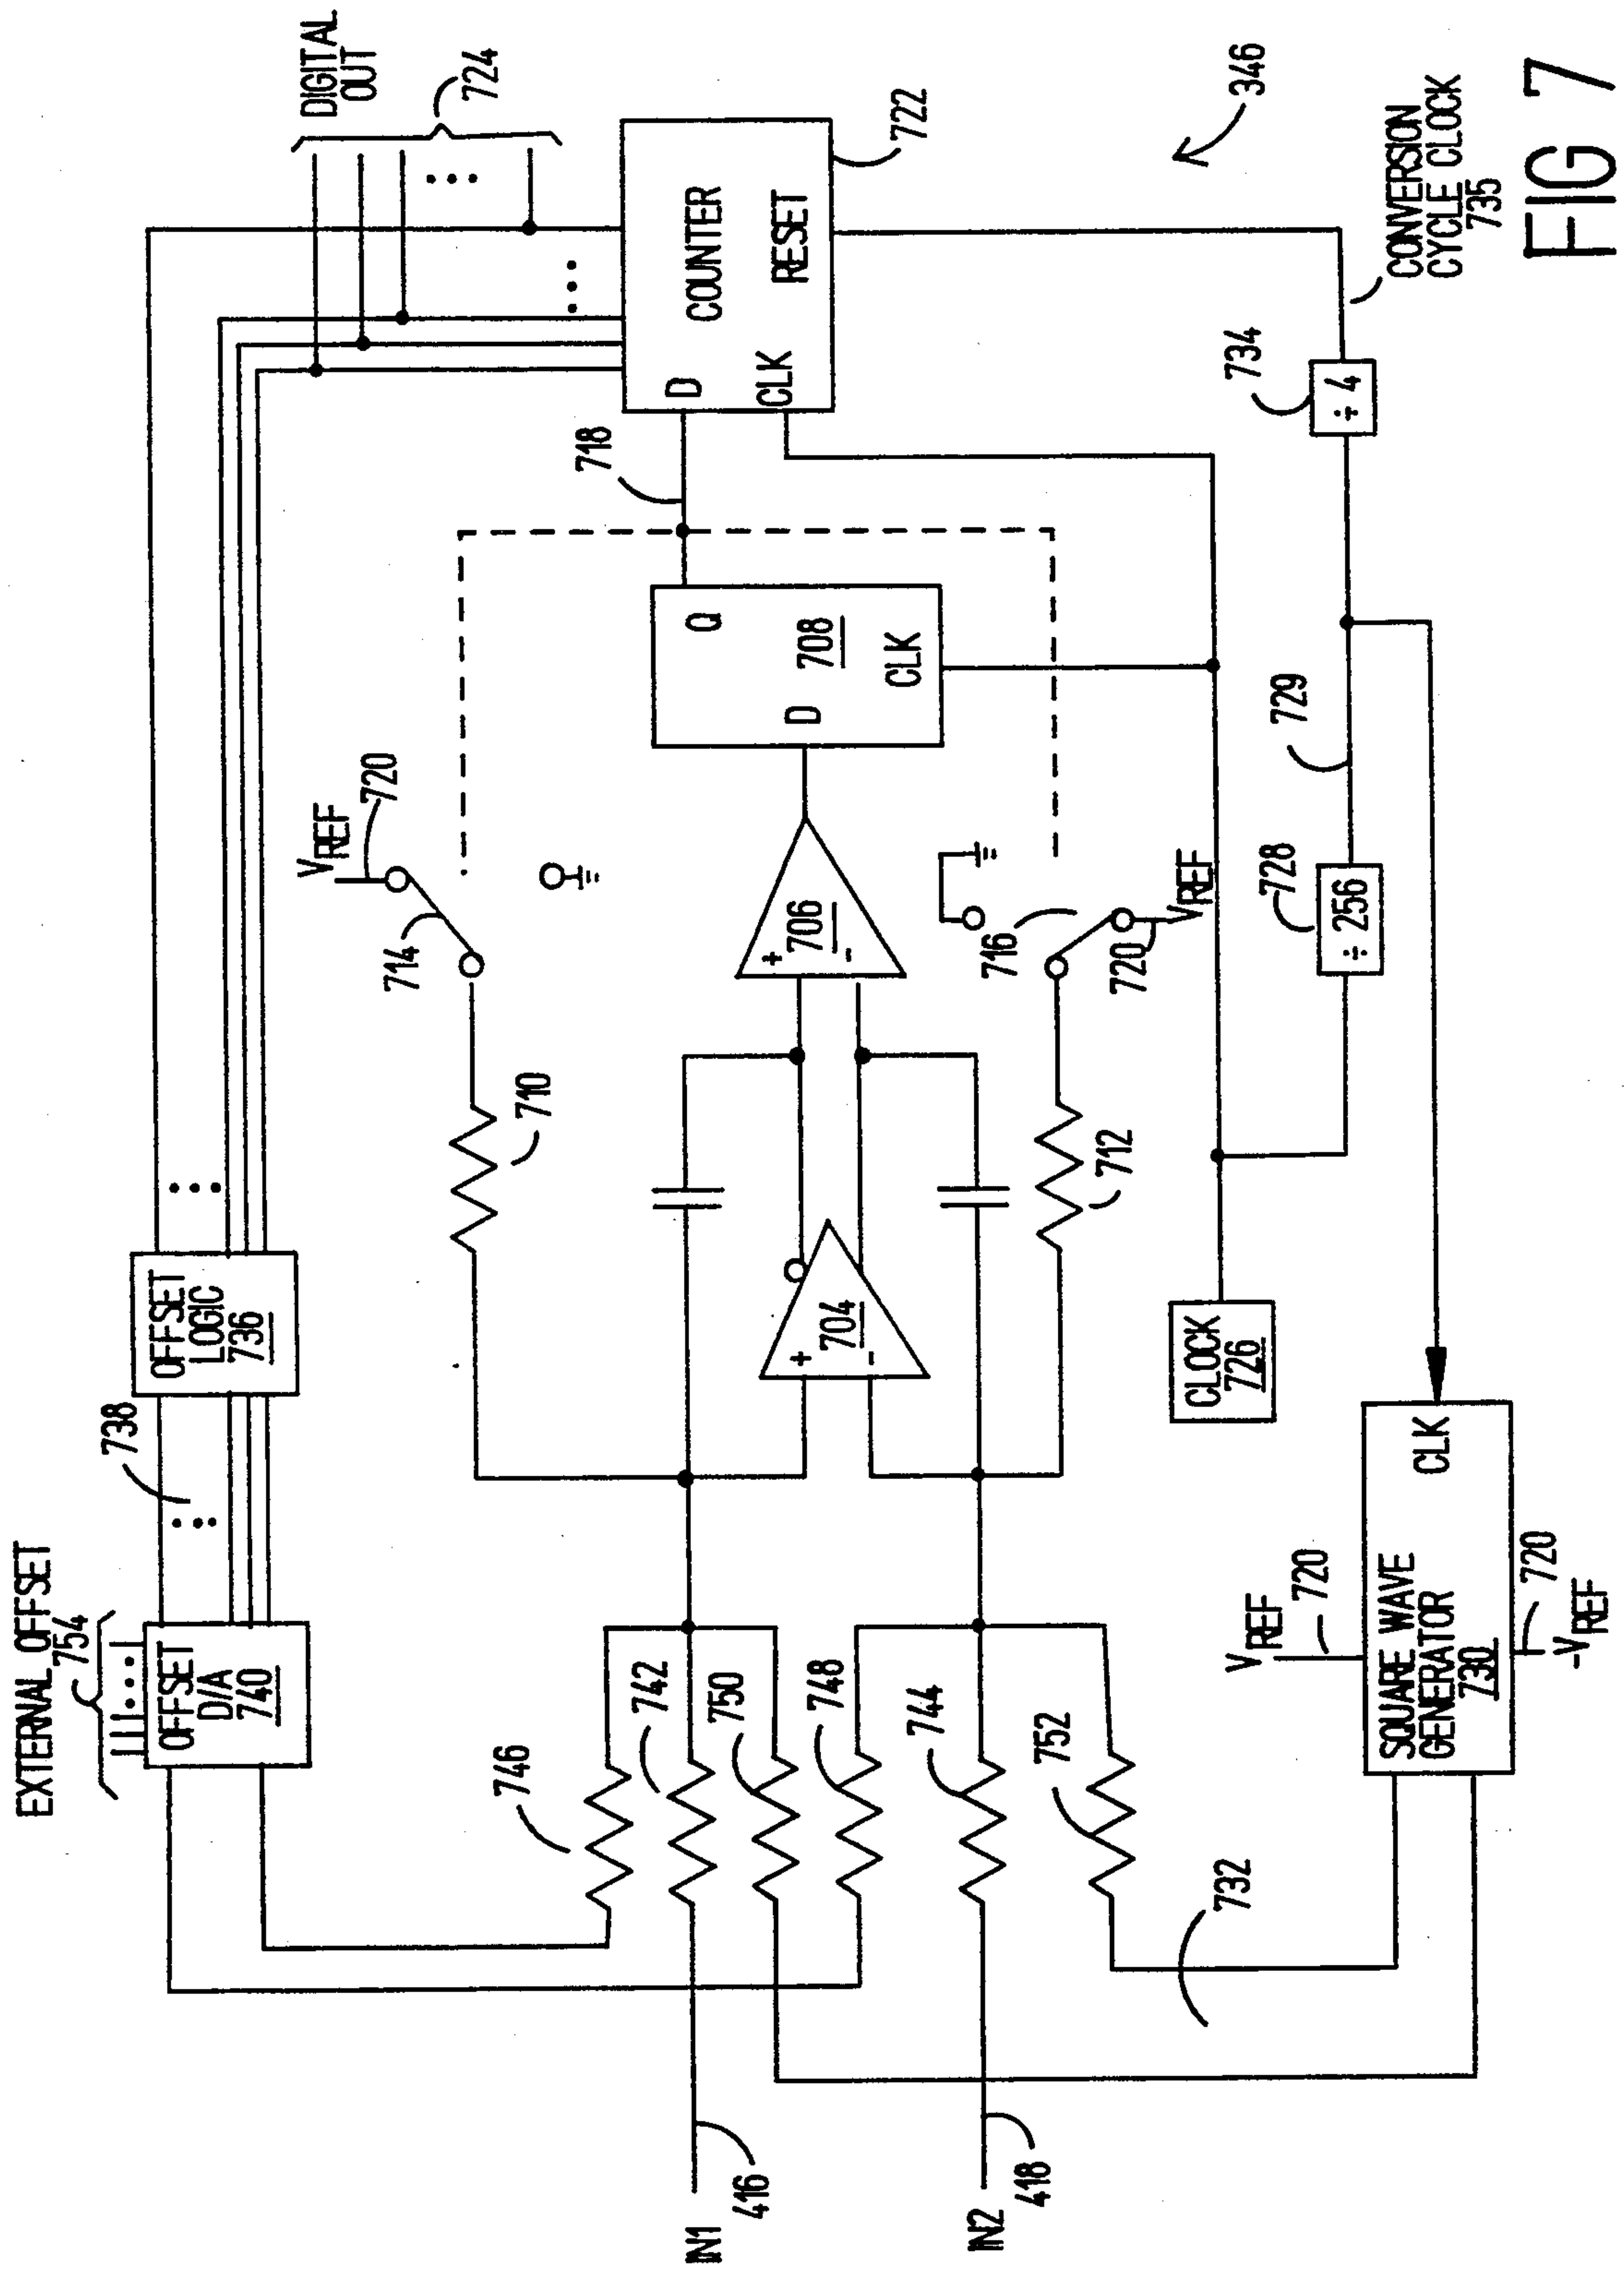 EXTERNAL OFFSET
754
OFFSET
D/A
740
738
OFFSET
LOGIC
736
DIGITAL
OUT
724
746
742
750
748
744
752
732
IN1
416
IN2
418
710
VREF
720
714
704
+
-
706
+
-
712
716
720
VREF
D
Q
708
CLK
718
D
COUNTER
CLK
RESET
722
CLOCK
726
÷ 256
728
729
÷ 4
734
CONVERSION
CYCLE CLOCK
735
VREF
720
SQUARE WAVE
GENERATOR
730
CLK
720
-VREF
346
FIG 7